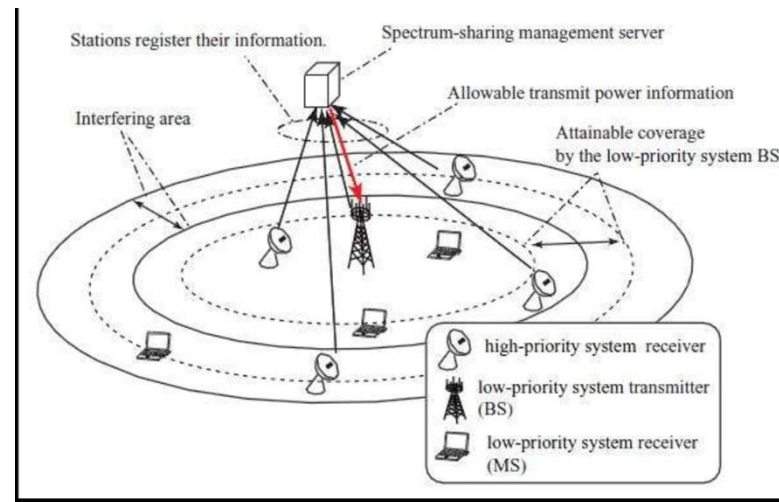 Stations register their information.
Spectrum-sharing management server
Allowable transmit power information
Interfering area
Attainable coverage
by the low-priority system BS
high-priority system receiver
low-priority system transmitter
(BS)
low-priority system receiver
(MS)